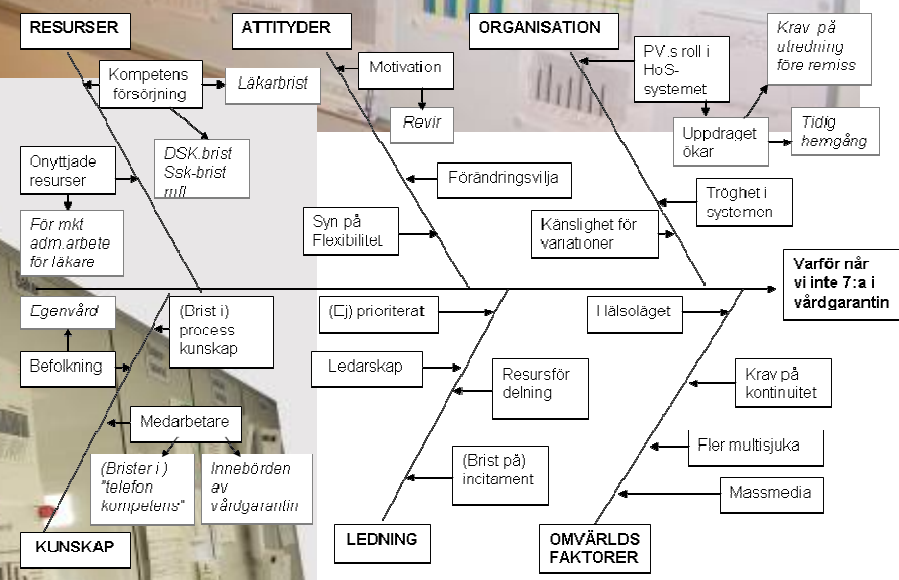 RESURSER
ATTITYDER
ORGANISATION
Krav på
utredning
före remiss
Kompetens
försörjning
Läkarbrist
Motivation
PV.s roll i
HoS-
systemet
Revir
Uppdraget
ökar
Tidig
hemgång
Onyttjade
resurser
DSK.brist
Ssk-brist
mfl
Förändringsvilja
Tröghet i
systemen
För mkt
adm.arbete
för läkare
Syn på
Flexibilitet
Känslighet för
variationer
Varför når
vi inte 7:a i
vårdgarantin
Egenvård
(Brist i)
process
kunskap
(Ej) prioriterat
Hälsoläget
Befolkning
Ledarskap
Resursför
delning
Krav på
kontinuitet
Medarbetare
Fler multisjuka
(Brister i )
"telefon
kompetens"
Innebörden
av
vårdgarantin
(Brist på)
incitament
Massmedia
KUNSKAP
LEDNING
OMVÄRLDS
FAKTORER